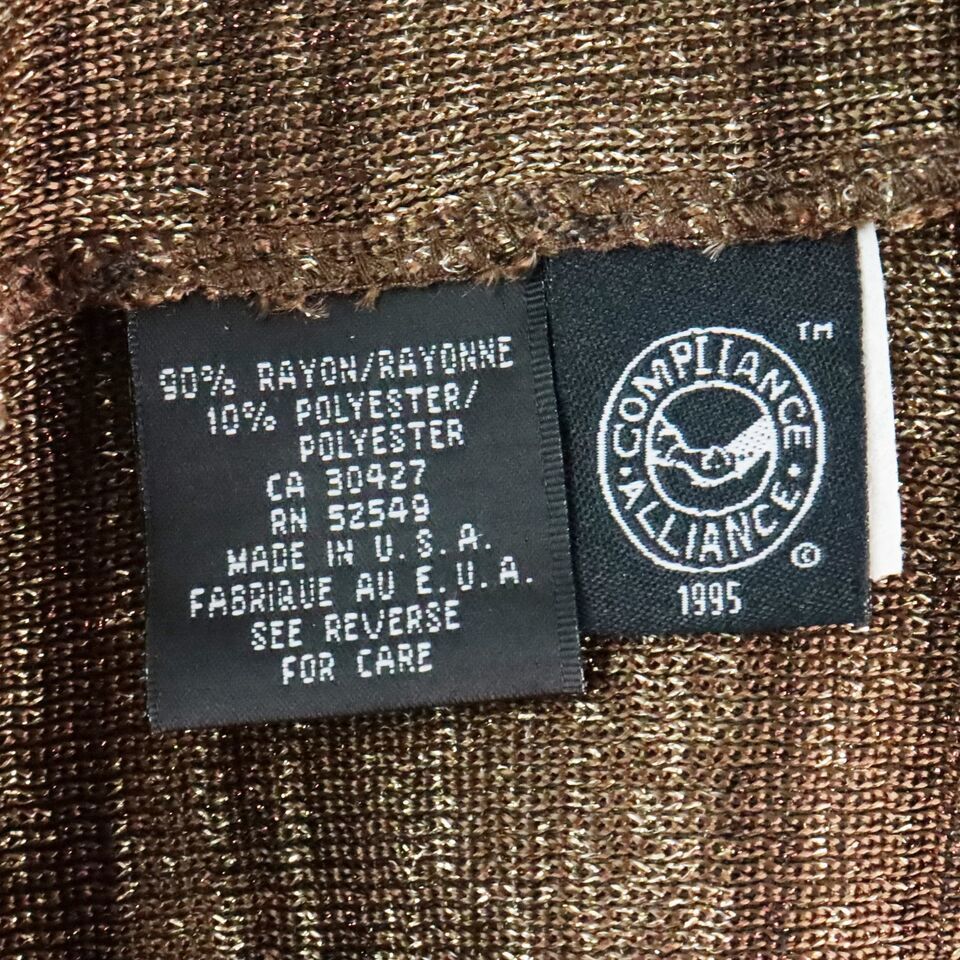 90% RAYON/RAYONNE
10% POLYESTER/
POLYESTER
CA 30427
RN 52549
MADE IN U.S.A.
FABRIQUE AU E.U.A.
SEE REVERSE
FOR CARE
TM
COMPLIANCE
ALLIANCE
©
1995